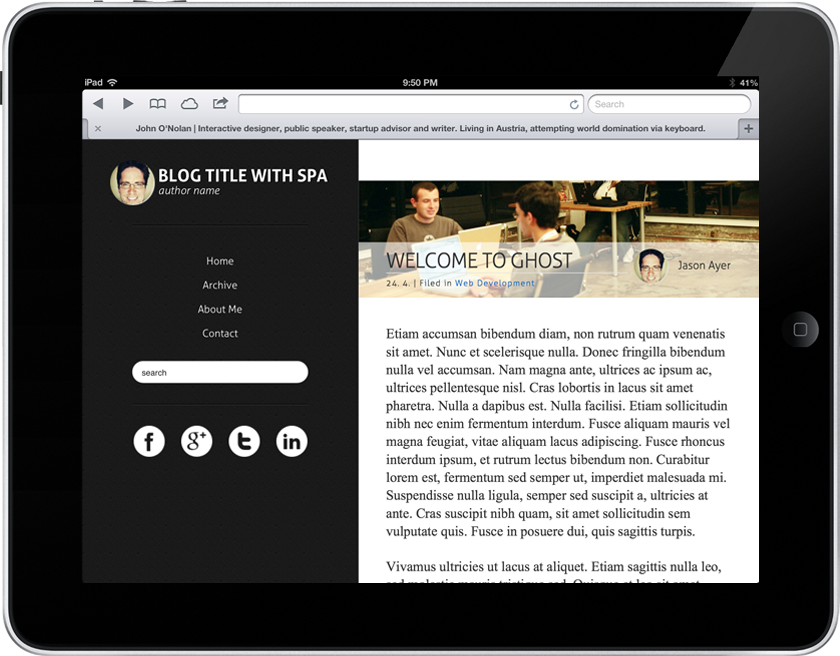 iPad 9:50 PM 41%
Search
John O'Nolan | Interactive designer, public speaker, startup advisor and writer. Living in Austria, attempting world domination via keyboard.
BLOG TITLE WITH SPA
author name
Home
Archive
About Me
Contact
search
f g+ t in
WELCOME TO GHOST
24. 4. | Filed in Web Development
Jason Ayer
Etiam accumsan bibendum diam, non rutrum quam venenatis
sit amet. Nunc et scelerisque nulla. Donec fringilla bibendum
nulla vel accumsan. Nam magna ante, ultrices ac ipsum ac,
ultrices pellentesque nisl. Cras lobortis in lacus sit amet
pharetra. Nulla a dapibus est. Nulla facilisi. Etiam sollicitudin
nibh nec enim fermentum interdum. Fusce aliquam mauris vel
magna feugiat, vitae aliquam lacus adipiscing. Fusce rhoncus
interdum ipsum, et rutrum lectus bibendum non. Curabitur
lorem est, fermentum sed semper ut, imperdiet malesuada mi.
Suspendisse nulla ligula, semper sed suscipit a, ultricies at
ante. Cras suscipit nibh quam, sit amet sollicitudin sem
vulputate quis. Fusce in posuere dui, quis sagittis turpis.
Vivamus ultricies ut lacus at aliquet. Etiam sagittis nulla leo,